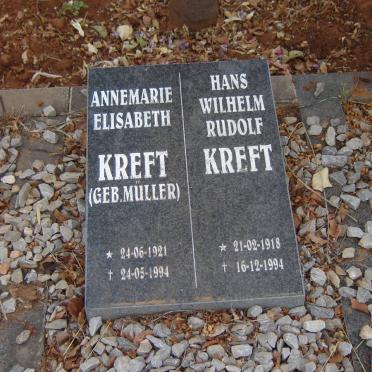 ANNEMARIE
ELISABETH
KREFT
(GEB.MÜLLER)
★ 24-06-1921
† 24-05-1994
HANS
WILHELM
RUDOLF
KREFT
★ 21-02-1918
† 16-12-1994